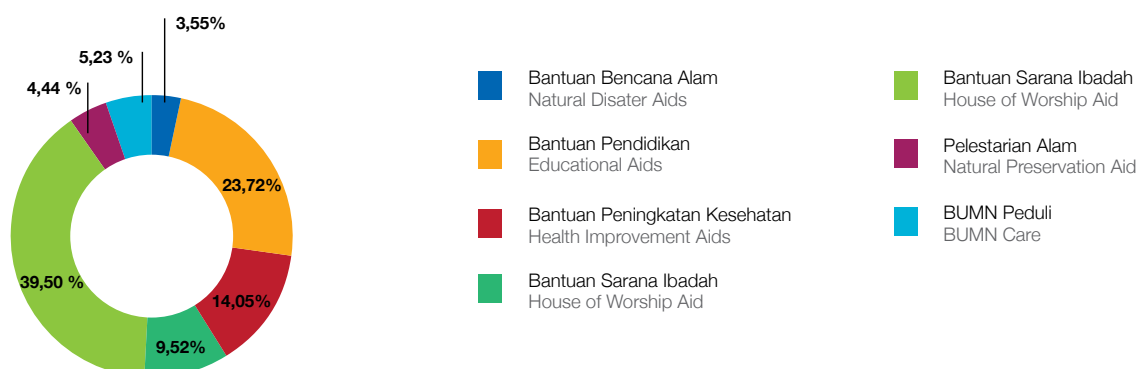 3,55%
5,23 %
4,44 %
23,72%
39,50 %
14,05%
9,52%
Bantuan Bencana Alam
Natural Disater Aids
Bantuan Pendidikan
Educational Aids
Bantuan Peningkatan Kesehatan
Health Improvement Aids
Bantuan Sarana Ibadah
House of Worship Aid
Bantuan Sarana Ibadah
House of Worship Aid
Pelestarian Alam
Natural Preservation Aid
BUMN Peduli
BUMN Care